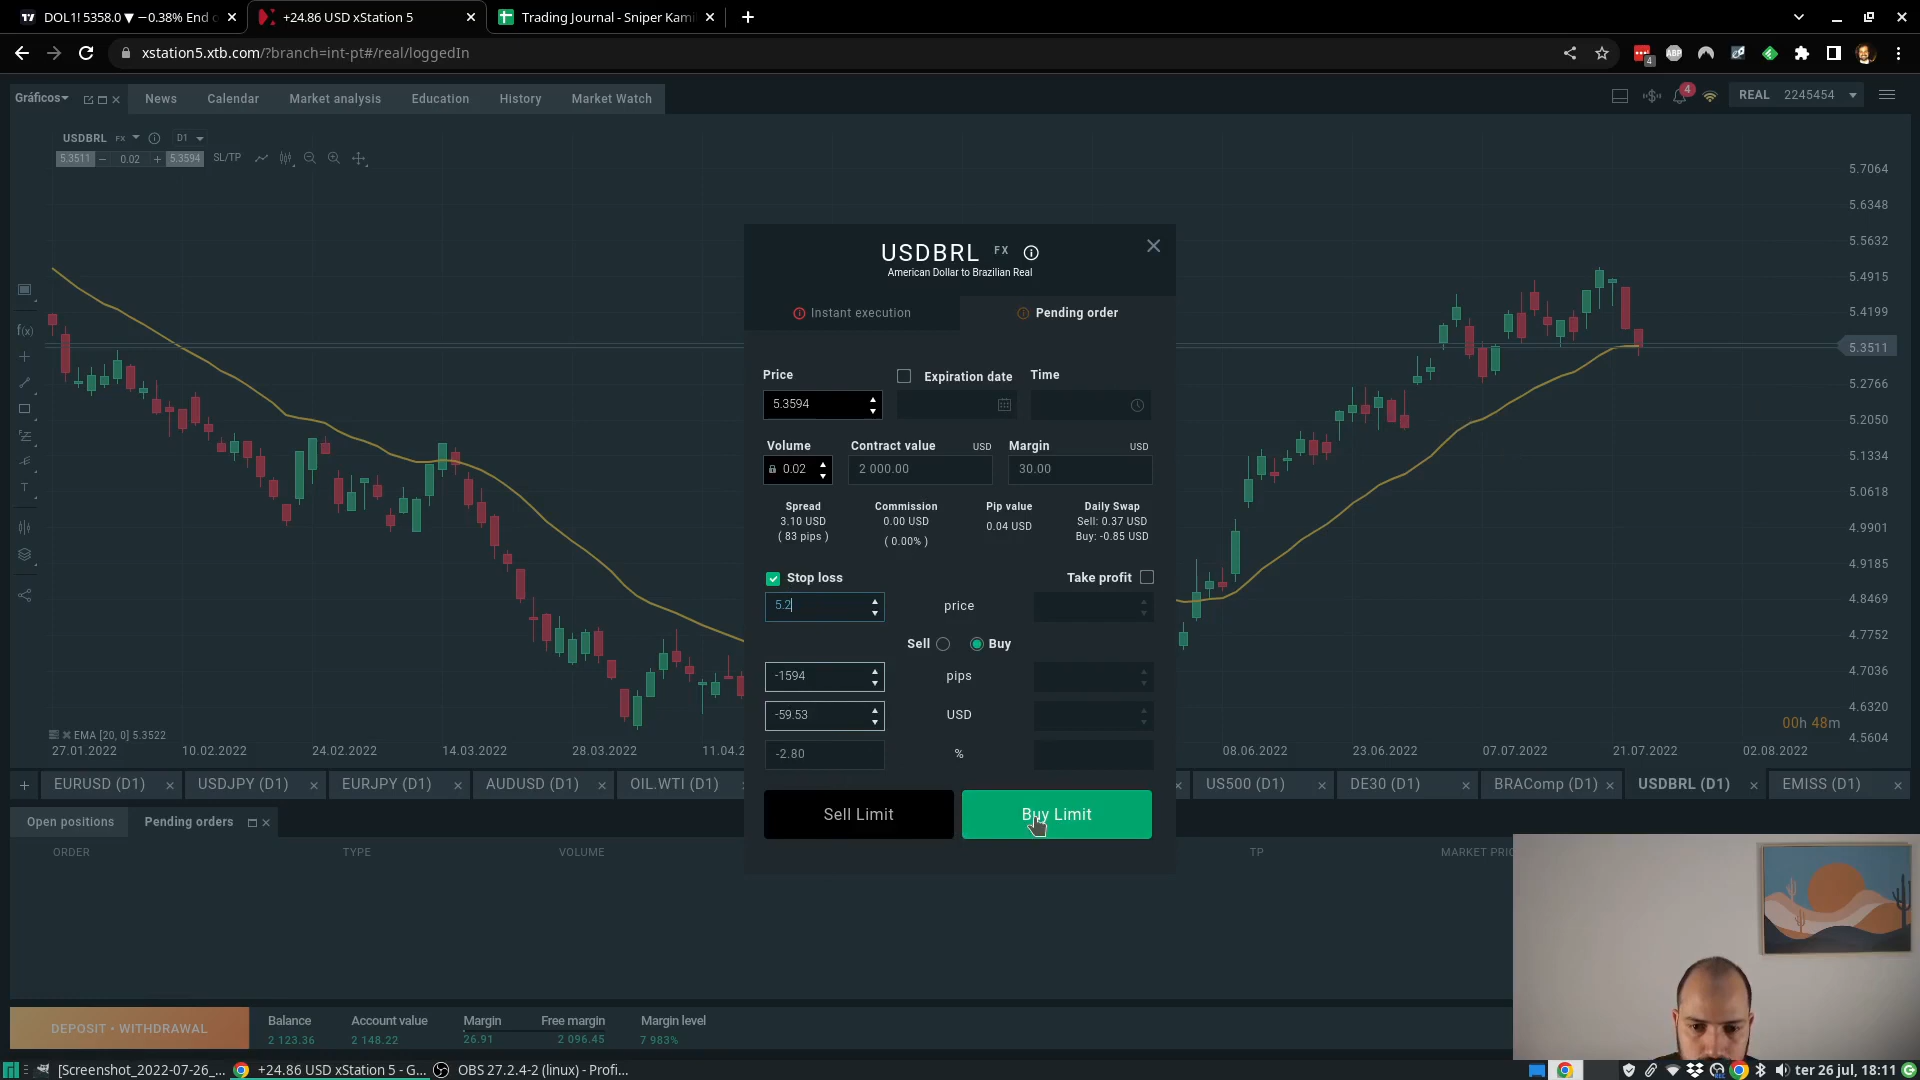 DOL1! 5358.0 ▼ −0.38% End o
+24.86 USD xStation 5
Trading Journal - Sniper Kami
xstation5.xtb.com/?branch=int-pt#/real/loggedIn
4
ABP
Gráficos
News
Calendar
Market analysis
Education
History
Market Watch
4
REAL 2245454
USDBRL FX
D1
5.3511 – 0.02 + 5.3594
SL/TP
5.7064
5.6348
5.5632
5.4915
5.4199
5.3511
5.2766
5.2050
5.1334
5.0618
4.9901
4.9185
4.8469
4.7752
4.7036
4.6320
4.5604
00h 48m
f(x)
T
USDBRL FX
American Dollar to Brazilian Real
Instant execution
Pending order
Price
Expiration date
Time
5.3594
Volume
Contract value USD
Margin USD
0.02
2 000.00
30.00
Spread
Commission
Pip value
Daily Swap
3.10 USD
0.00 USD
0.04 USD
Sell: 0.37 USD
( 83 pips )
( 0.00% )
Buy: -0.85 USD
Stop loss
Take profit
5.2
price
Sell
Buy
-1594
pips
-59.53
USD
-2.80
%
Sell Limit
Buy Limit
EMA [20, 0] 5.3522
27.01.2022
10.02.2022
24.02.2022
14.03.2022
28.03.2022
11.04.2
08.06.2022
23.06.2022
07.07.2022
21.07.2022
02.08.2022
EURUSD (D1)
USDJPY (D1)
EURJPY (D1)
AUDUSD (D1)
OIL.WTI (D1)
US500 (D1)
DE30 (D1)
BRAComp (D1)
USDBRL (D1)
EMISS (D1)
Open positions
Pending orders
ORDER
TYPE
VOLUME
TP
MARKET PRIC
DEPOSIT • WITHDRAWAL
Balance
Account value
Margin
Free margin
Margin level
2 123.36
2 148.22
26.91
2 096.45
7 983%
[Screenshot_2022-07-26_...
+24.86 USD xStation 5 - G...
OBS 27.2.4-2 (linux) - Profi...
ter 26 jul, 18:11